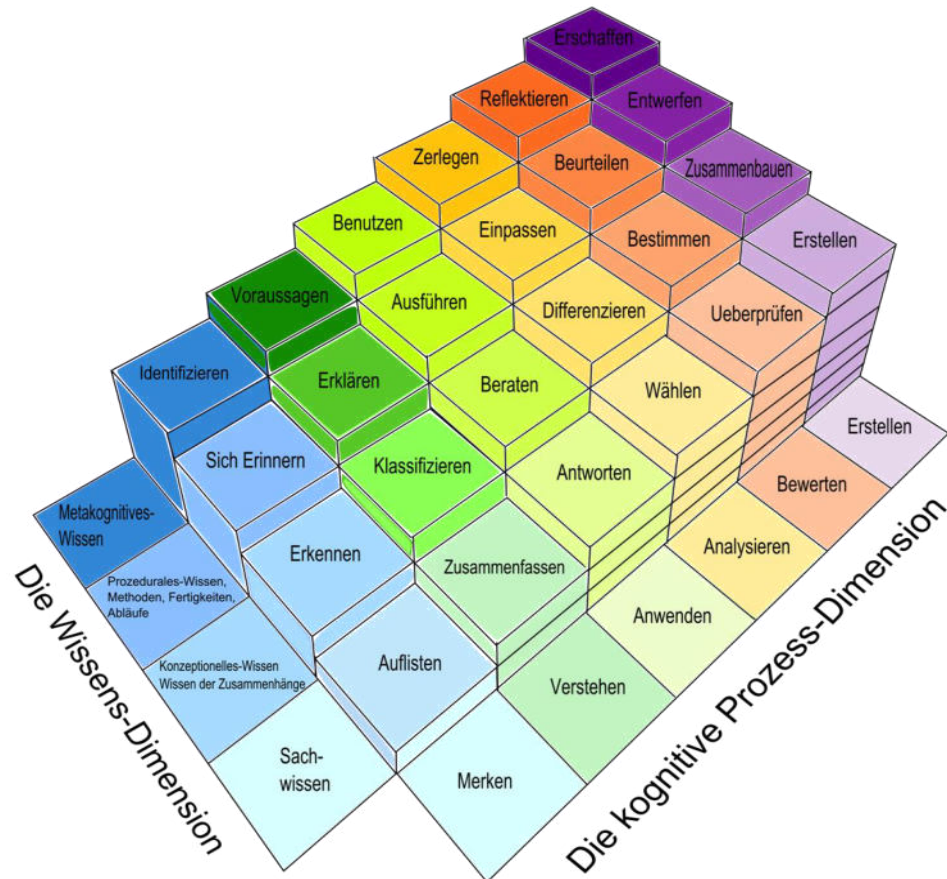 Erschaffen
Reflektieren
Entwerfen
Zerlegen
Beurteilen
Zusammenbauen
Benutzen
Einpassen
Bestimmen
Erstellen
Voraussagen
Ausführen
Differenzieren
Ueberprüfen
Identifizieren
Erklären
Beraten
Wählen
Erstellen
Sich Erinnern
Klassifizieren
Antworten
Bewerten
Metakognitives-
Wissen
Erkennen
Zusammenfassen
Analysieren
Prozedurales-Wissen,
Methoden, Fertigkeiten,
Abläufe
Auflisten
Anwenden
Konzeptionelles-Wissen
Wissen der Zusammenhänge
Verstehen
Sach-
wissen
Merken
Die Wissens-Dimension
Die kognitive Prozess-Dimension